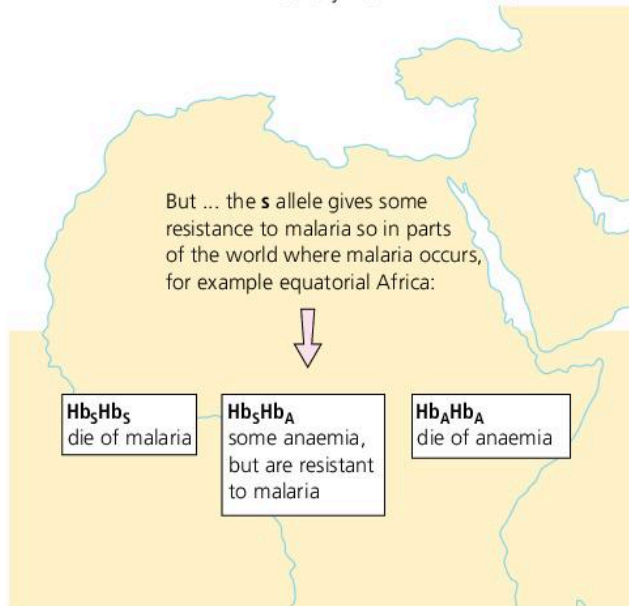 But ... the s allele gives some
resistance to malaria so in parts
of the world where malaria occurs,
for example equatorial Africa:
HbSHbS
die of malaria
HbSHbA
some anaemia,
but are resistant
to malaria
HbAHbA
die of anaemia